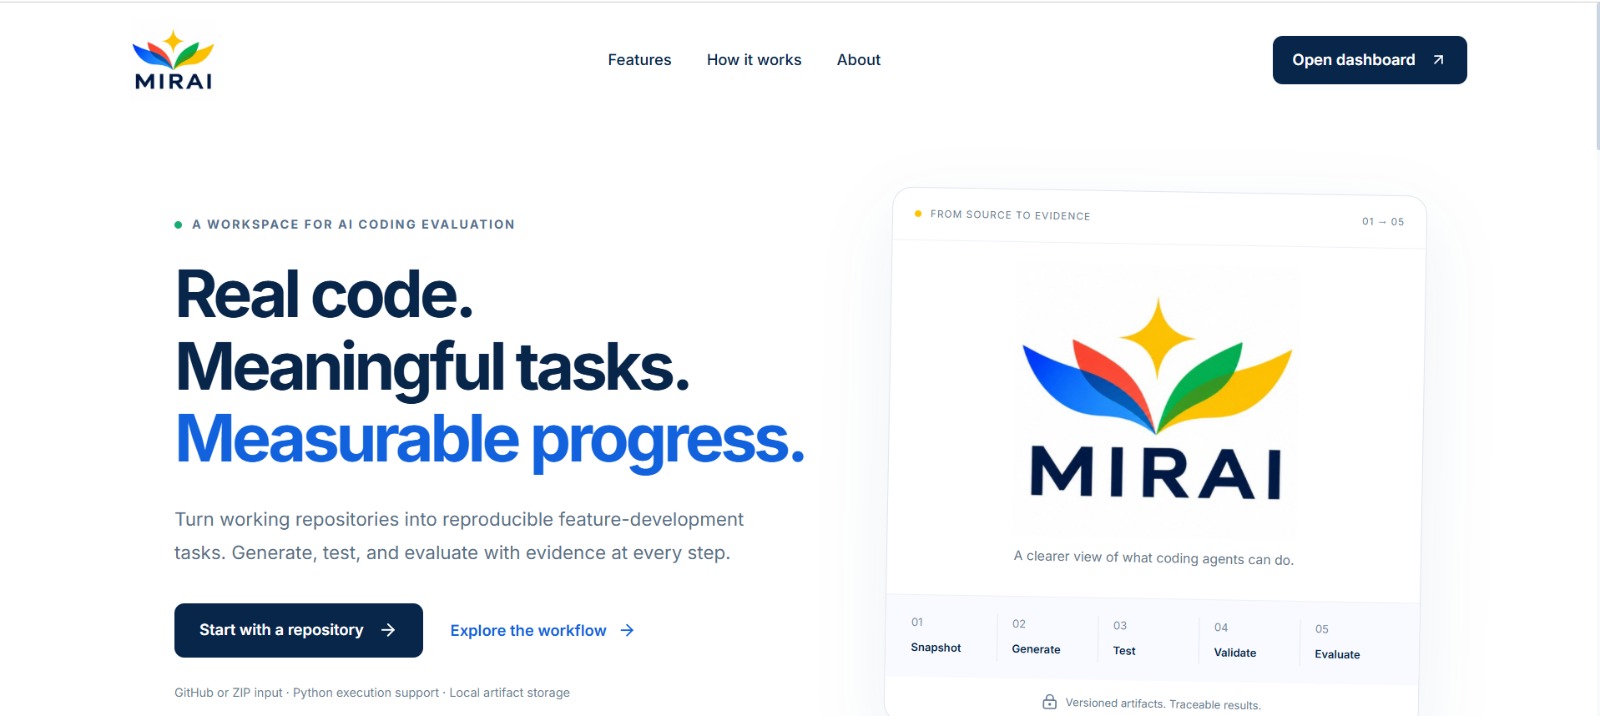 MIRAI
Features
How it works
About
Open dashboard
A WORKSPACE FOR AI CODING EVALUATION
Real code.
Meaningful tasks.
Measurable progress.
Turn working repositories into reproducible feature-development
tasks. Generate, test, and evaluate with evidence at every step.
Start with a repository →
Explore the workflow →
GitHub or ZIP input · Python execution support · Local artifact storage
FROM SOURCE TO EVIDENCE
01 → 05
MIRAI
A clearer view of what coding agents can do.
01
Snapshot
02
Generate
03
Test
04
Validate
05
Evaluate
Versioned artifacts. Traceable results.